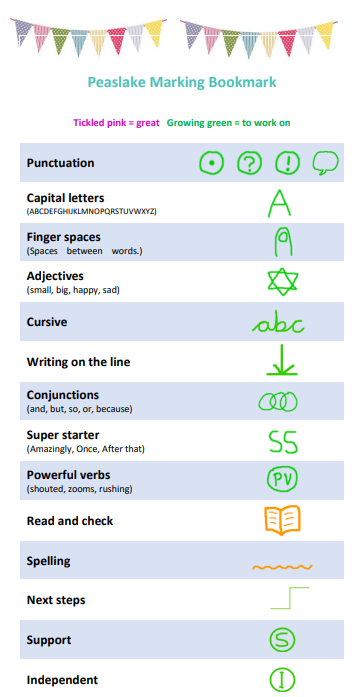 Peaslake Marking Bookmark
Tickled pink = great Growing green = to work on
Punctuation . ? !
Capital letters A
(ABCDEFGHIJKLMNOPQRSTUVWXYZ)
Finger spaces
(Spaces between words.)
Adjectives
(small, big, happy, sad)
Cursive abc
Writing on the line
Conjunctions
(and, but, so, or, because)
Super starter SS
(Amazingly, Once, After that)
Powerful verbs PV
(shouted, zooms, rushing)
Read and check
Spelling
Next steps
Support S
Independent I